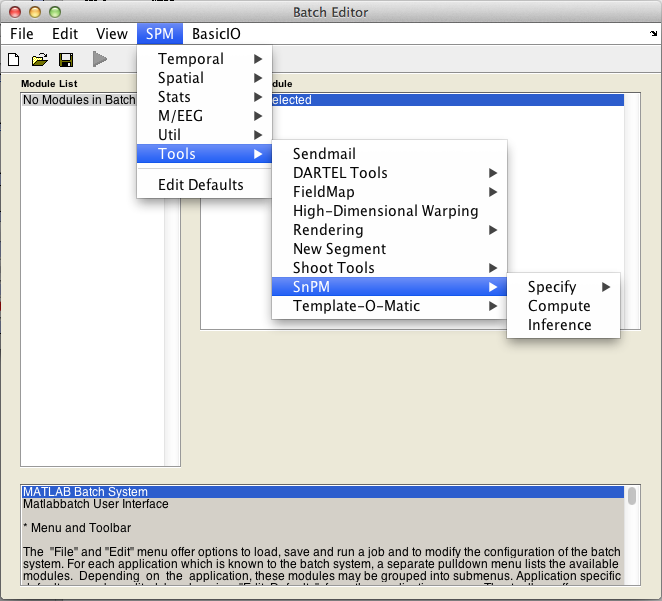 Batch Editor
File Edit View SPM BasicIO
Module List
dule
No Modules in Batch
elected
Temporal
Spatial
Stats
M/EEG
Util
Tools
Edit Defaults
Sendmail
DARTEL Tools
FieldMap
High-Dimensional Warping
Rendering
New Segment
Shoot Tools
SnPM
Template-O-Matic
Specify
Compute
Inference
MATLAB Batch System
Matlabbatch User Interface
* Menu and Toolbar
The "File" and "Edit" menu offer options to load, save and run a job and to modify the configuration of the batch
system. For each application which is known to the batch system, a separate pulldown menu lists the available
modules. Depending on the application, these modules may be grouped into submenus. Application specific